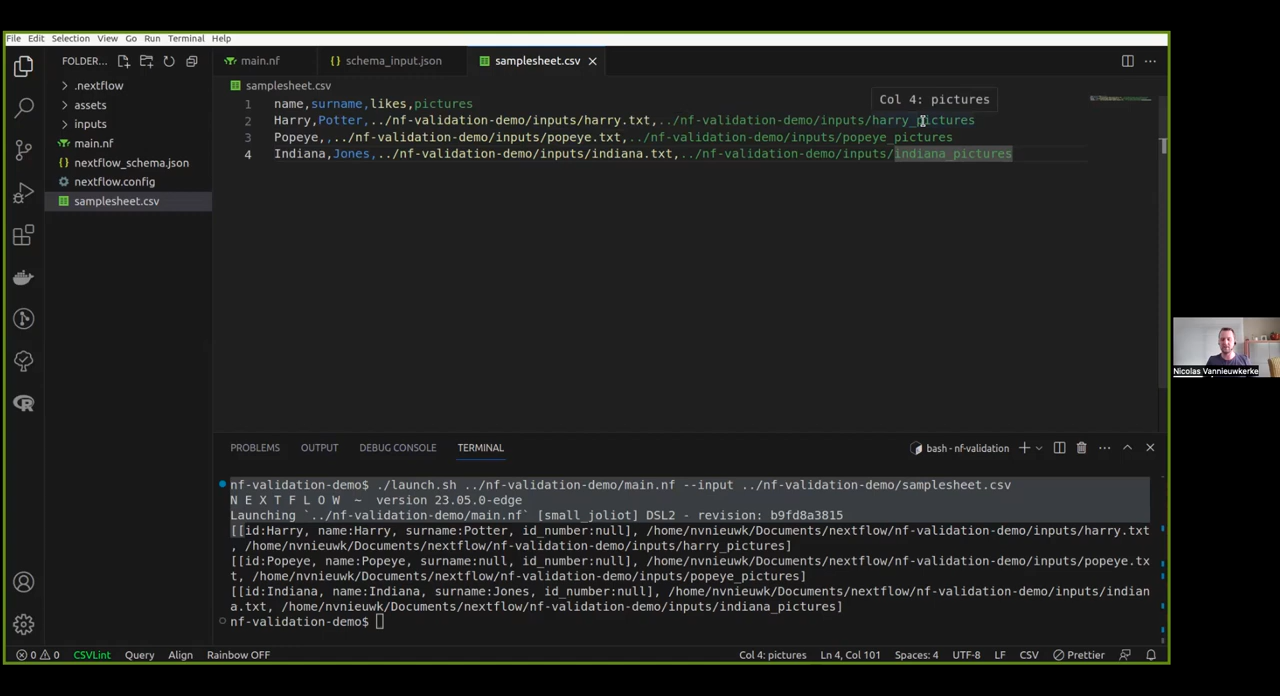 File Edit Selection View Go Run Terminal Help
FOLDER...
main.nf
schema_input.json
samplesheet.csv
.nextflow
assets
inputs
main.nf
nextflow_schema.json
nextflow.config
samplesheet.csv
samplesheet.csv
Col 4: pictures
1 name,surname,likes,pictures
2 Harry,Potter,../nf-validation-demo/inputs/harry.txt,../nf-validation-demo/inputs/harry_pictures
3 Popeye,,../nf-validation-demo/inputs/popeye.txt,../nf-validation-demo/inputs/popeye_pictures
4 Indiana,Jones,../nf-validation-demo/inputs/indiana.txt,../nf-validation-demo/inputs/indiana_pictures
Nicolas Vannieuwkerke
PROBLEMS OUTPUT DEBUG CONSOLE TERMINAL
bash - nf-validation
nf-validation-demo$ ./launch.sh ../nf-validation-demo/main.nf --input ../nf-validation-demo/samplesheet.csv
N E X T F L O W ~ version 23.05.0-edge
Launching `../nf-validation-demo/main.nf` [small_joliot] DSL2 - revision: b9fd8a3815
[[id:Harry, name:Harry, surname:Potter, id_number:null], /home/nvnieuwk/Documents/nextflow/nf-validation-demo/inputs/harry.txt
, /home/nvnieuwk/Documents/nextflow/nf-validation-demo/inputs/harry_pictures]
[[id:Popeye, name:Popeye, surname:null, id_number:null], /home/nvnieuwk/Documents/nextflow/nf-validation-demo/inputs/popeye.tx
t, /home/nvnieuwk/Documents/nextflow/nf-validation-demo/inputs/popeye_pictures]
[[id:Indiana, name:Indiana, surname:Jones, id_number:null], /home/nvnieuwk/Documents/nextflow/nf-validation-demo/inputs/indian
a.txt, /home/nvnieuwk/Documents/nextflow/nf-validation-demo/inputs/indiana_pictures]
nf-validation-demo$
0 0 CSVLint Query Align Rainbow OFF Col 4: pictures Ln 4, Col 101 Spaces: 4 UTF-8 LF CSV Prettier